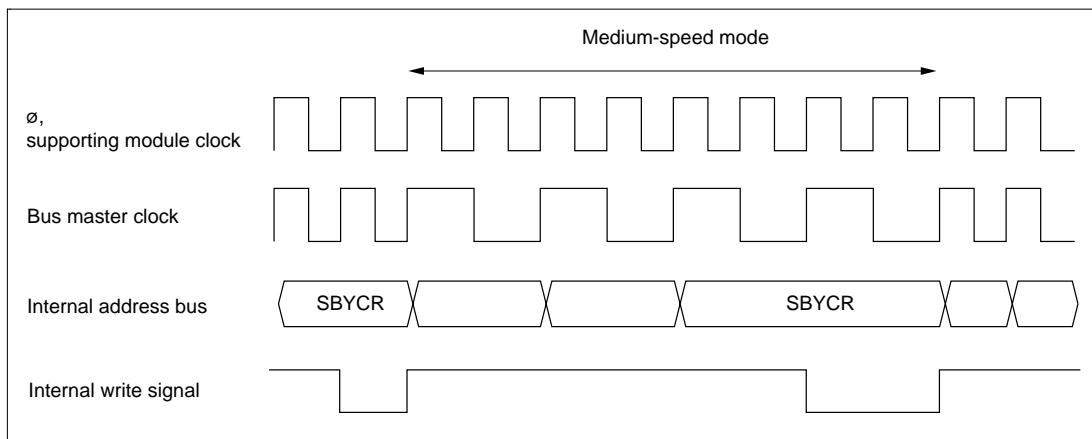 Medium-speed mode
ø,
supporting module clock
Bus master clock
Internal address bus
SBYCR
SBYCR
Internal write signal